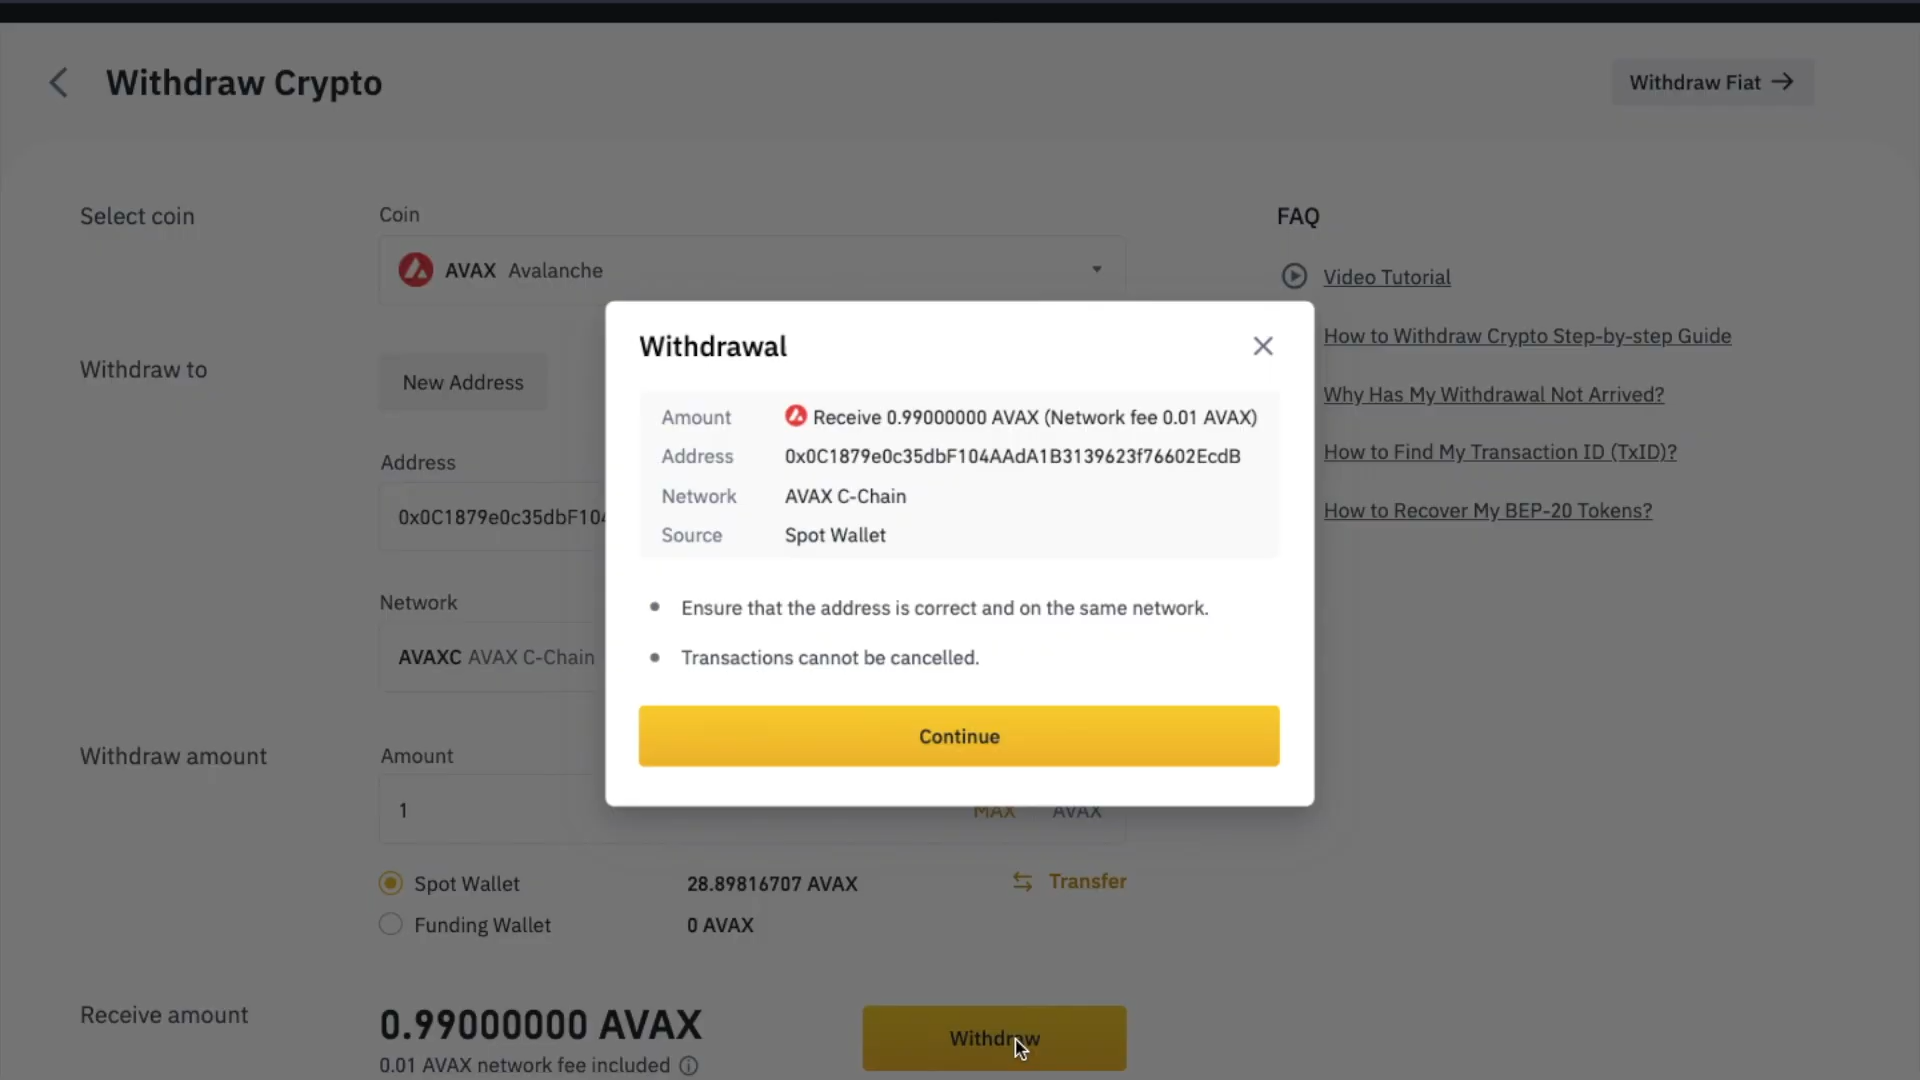 Withdraw Crypto
Withdraw Fiat →
Select coin
Coin
AVAX Avalanche
FAQ
Video Tutorial
How to Withdraw Crypto Step-by-step Guide
Why Has My Withdrawal Not Arrived?
How to Find My Transaction ID (TxID)?
How to Recover My BEP-20 Tokens?
Withdraw to
New Address
Address
0x0C1879e0c35dbF104
Network
AVAXC AVAX C-Chain
Withdrawal
Amount Receive 0.99000000 AVAX (Network fee 0.01 AVAX)
Address 0x0C1879e0c35dbF104AAdA1B3139623f76602EcdB
Network AVAX C-Chain
Source Spot Wallet
• Ensure that the address is correct and on the same network.
• Transactions cannot be cancelled.
Continue
Withdraw amount
Amount
1 MAX AVAX
Spot Wallet 28.89816707 AVAX Transfer
Funding Wallet 0 AVAX
Receive amount
0.99000000 AVAX
0.01 AVAX network fee included
Withdraw